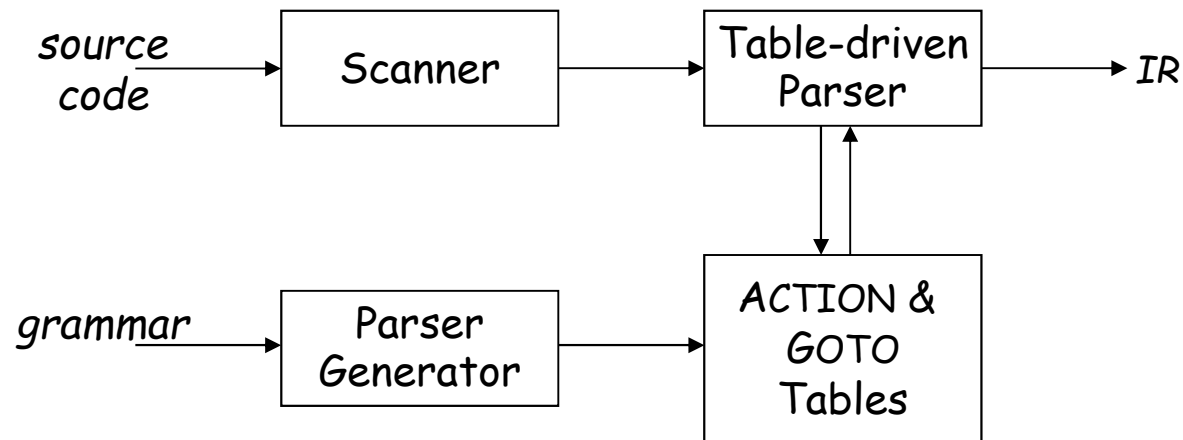 source
code
Scanner
Table-driven
Parser
IR
grammar
Parser
Generator
ACTION &
GOTO
Tables